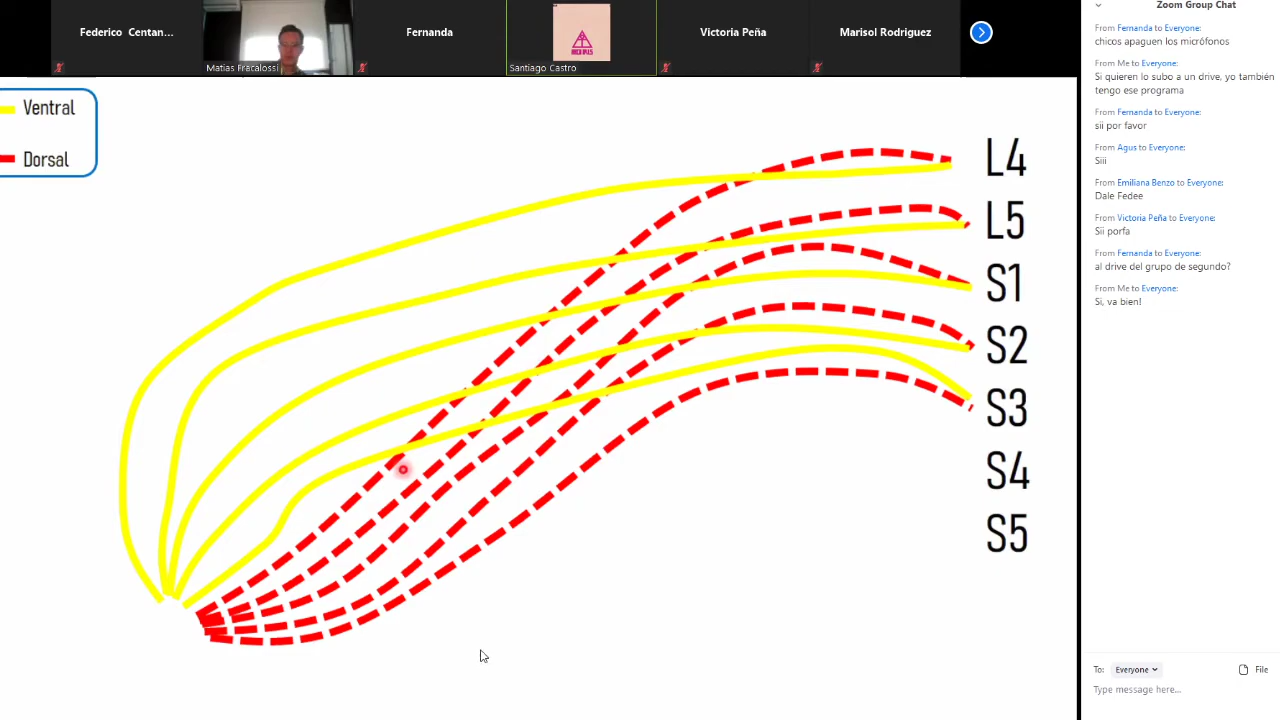 Federico Centan...
Matias Fracalossi
Fernanda
Santiago Castro
Victoria Peña
Marisol Rodriguez
Ventral
Dorsal
L4
L5
S1
S2
S3
S4
S5
Zoom Group Chat
From Fernanda to Everyone:
chicos apaguen los micrófonos
From Me to Everyone:
Si quieren lo subo a un drive, yo también
tengo ese programa
From Fernanda to Everyone:
sii por favor
From Agus to Everyone:
Siii
From Emiliana Benzo to Everyone:
Dale Fedee
From Victoria Peña to Everyone:
Sii porfa
From Fernanda to Everyone:
al drive del grupo de segundo?
From Me to Everyone:
Si, va bien!
To: Everyone File
Type message here...